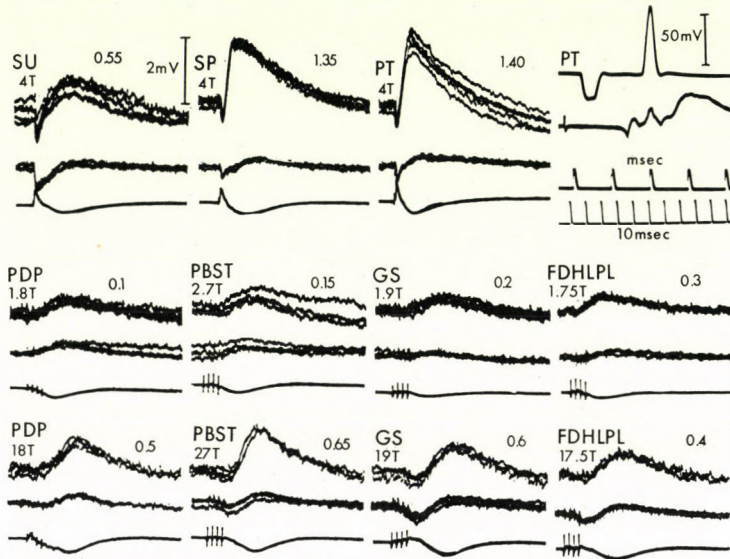 SU 0.55 2mV SP 1.35 PT 1.40 PT 50mV
4T 4T 4T
msec
10msec
PDP 0.1 PBST 0.15 GS 0.2 FDHLPL 0.3
1.8T 2.7T 1.9T 1.75T
PDP 0.5 PBST 0.65 GS 0.6 FDHLPL 0.4
18T 27T 19T 17.5T